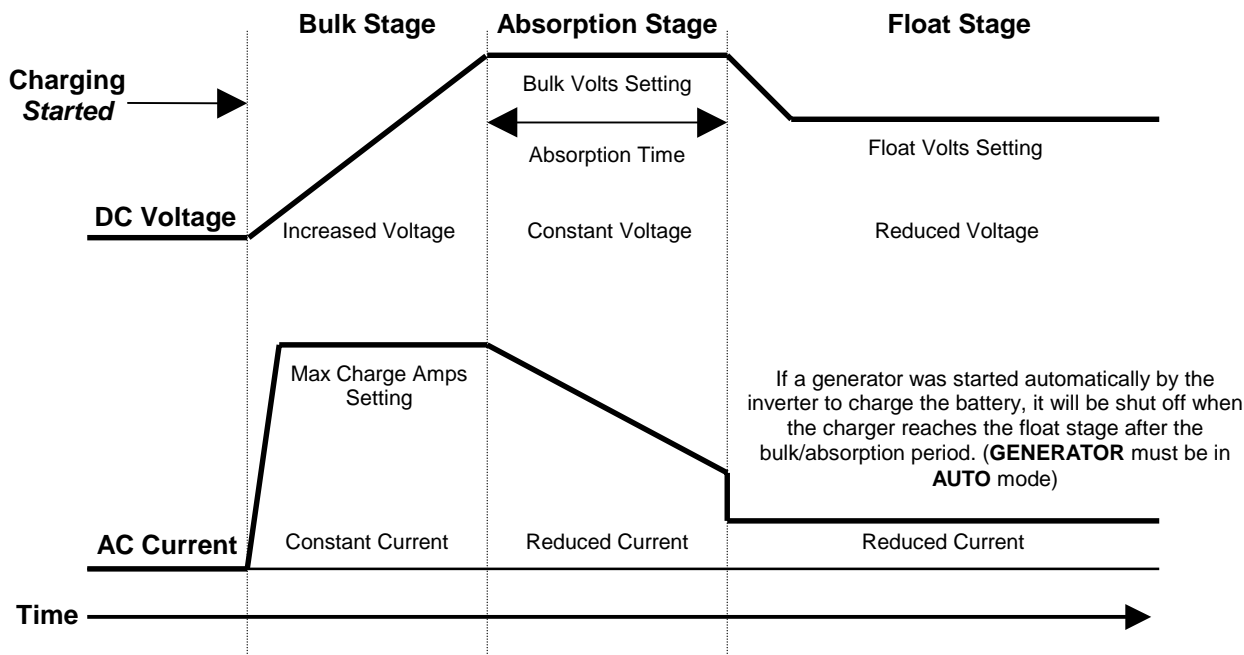 Bulk Stage
Absorption Stage
Float Stage
Charging
Started
Bulk Volts Setting
Absorption Time
Float Volts Setting
DC Voltage
Increased Voltage
Constant Voltage
Reduced Voltage
Max Charge Amps
Setting
If a generator was started automatically by the
inverter to charge the battery, it will be shut off when
the charger reaches the float stage after the
bulk/absorption period. (GENERATOR must be in
AUTO mode)
AC Current
Constant Current
Reduced Current
Reduced Current
Time